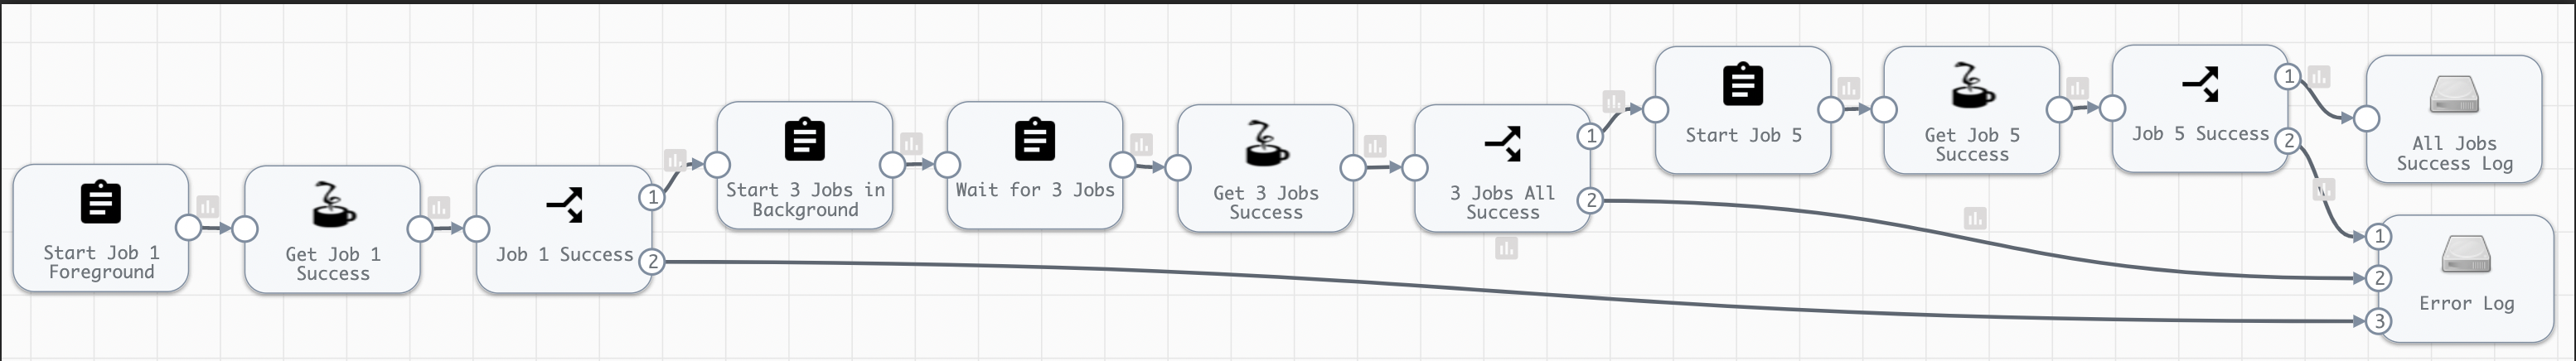 Start Job 1
Foreground
Get Job 1
Success
Job 1 Success
1
2
Start 3 Jobs in
Background
Wait for 3 Jobs
Get 3 Jobs
Success
3 Jobs All
Success
1
2
Start Job 5
Get Job 5
Success
Job 5 Success
1
2
All Jobs
Success Log
1
2
3
Error Log